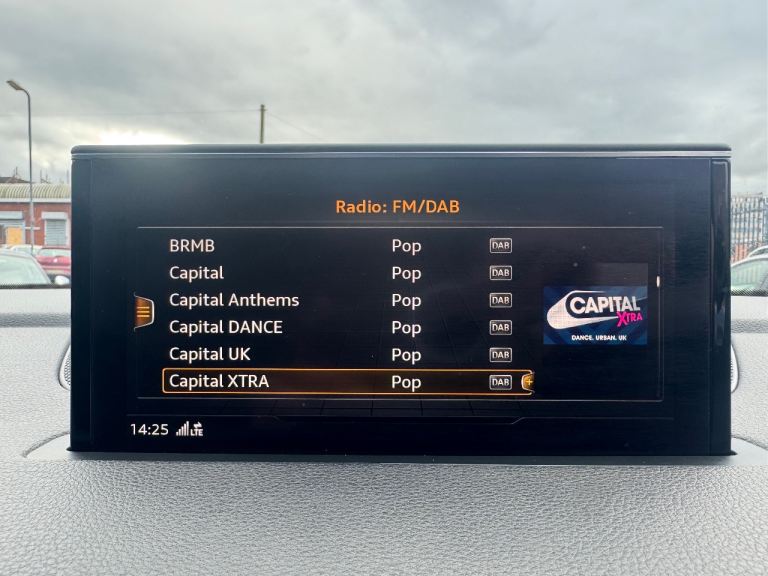 Radio: FM/DAB
BRMB Pop DAB
Capital Pop DAB
Capital Anthems Pop DAB
Capital DANCE Pop DAB
Capital UK Pop DAB
Capital XTRA Pop DAB
CAPITAL
XTRA
DANCE. URBAN. UK
14:25 LTE